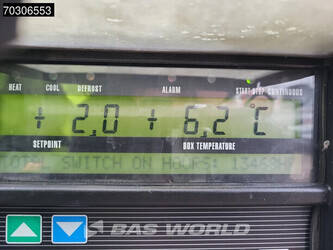 70306553
HEAT COOL DEFROST ALARM START-STOP CONTINUOUS
+ 2,0 + 6,2°C
SETPOINT BOX TEMPERATURE
TOTAL SWITCH ON HOURS:
BAS WORLD